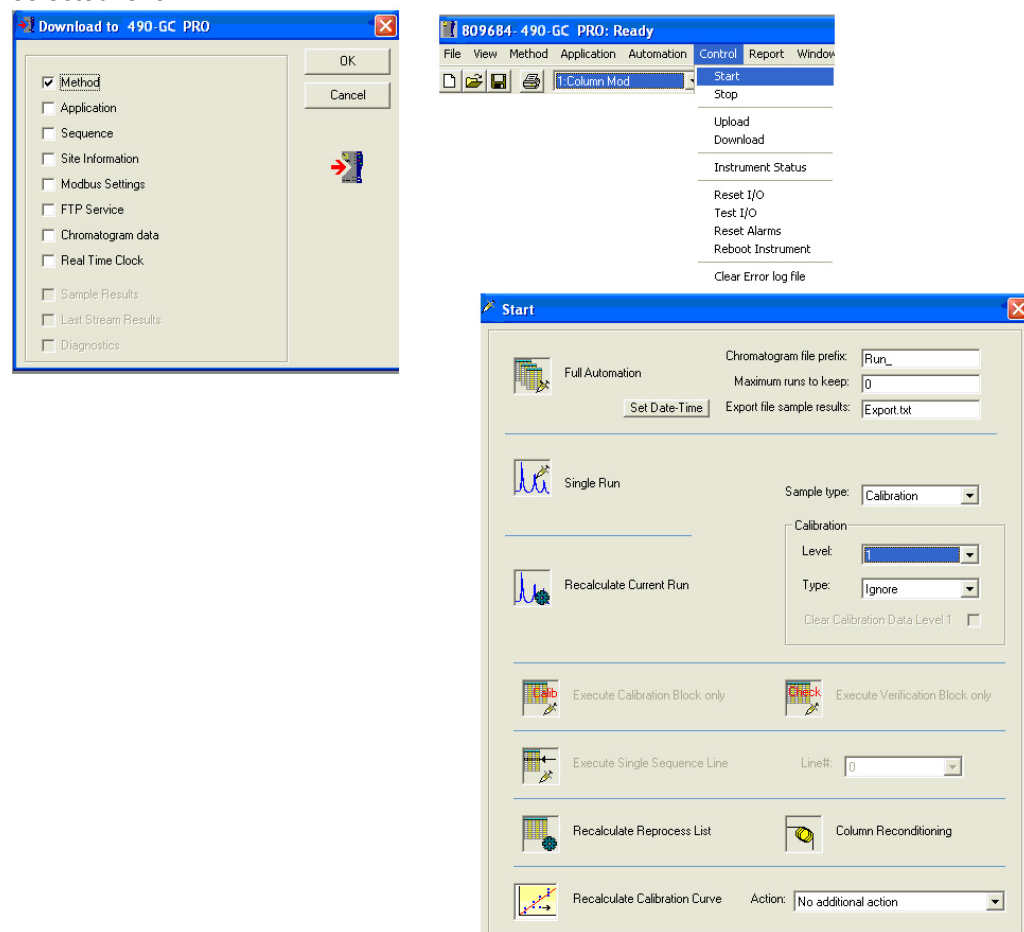 Download to 490-GC PRO
OK
Cancel
Method
Application
Sequence
Site Information
Modbus Settings
FTP Service
Chromatogram data
Real Time Clock
Sample Results
Last Stream Results
Diagnostics
809684- 490-GC PRO: Ready
File View Method Application Automation Control Report Window
1:Column Mod
Start
Stop
Upload
Download
Instrument Status
Reset I/O
Test I/O
Reset Alarms
Reboot Instrument
Clear Error log file
Start
Full Automation
Chromatogram file prefix: Run_
Maximum runs to keep: 0
Set Date-Time Export file sample results: Export.txt
Single Run
Sample type: Calibration
Calibration
Level: 1
Recalculate Current Run
Type: Ignore
Clear Calibration Data Level 1
Calib Execute Calibration Block only
Check Execute Verification Block only
Execute Single Sequence Line
Line#: 0
Recalculate Reprocess List
Column Reconditioning
Recalculate Calibration Curve
Action: No additional action